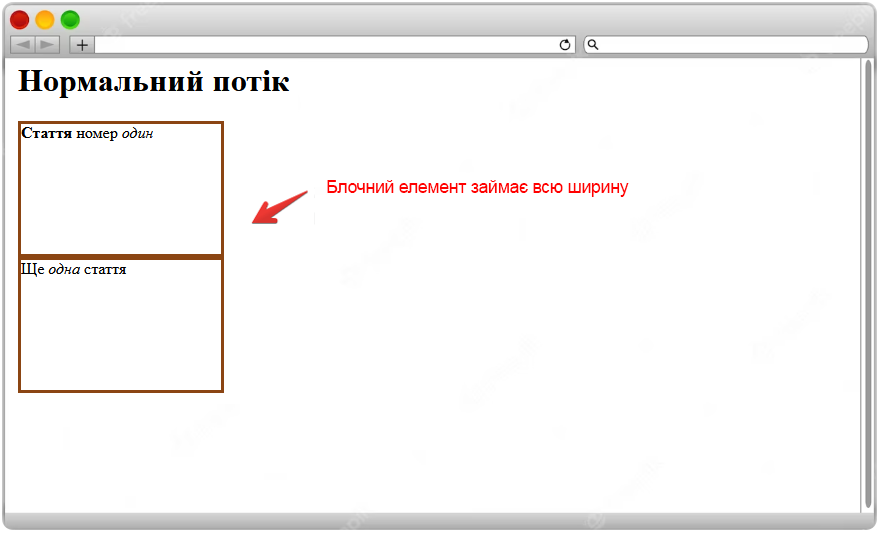 Нормальний потік
Стаття номер один
Блочний елемент займає всю ширину
Ще одна стаття